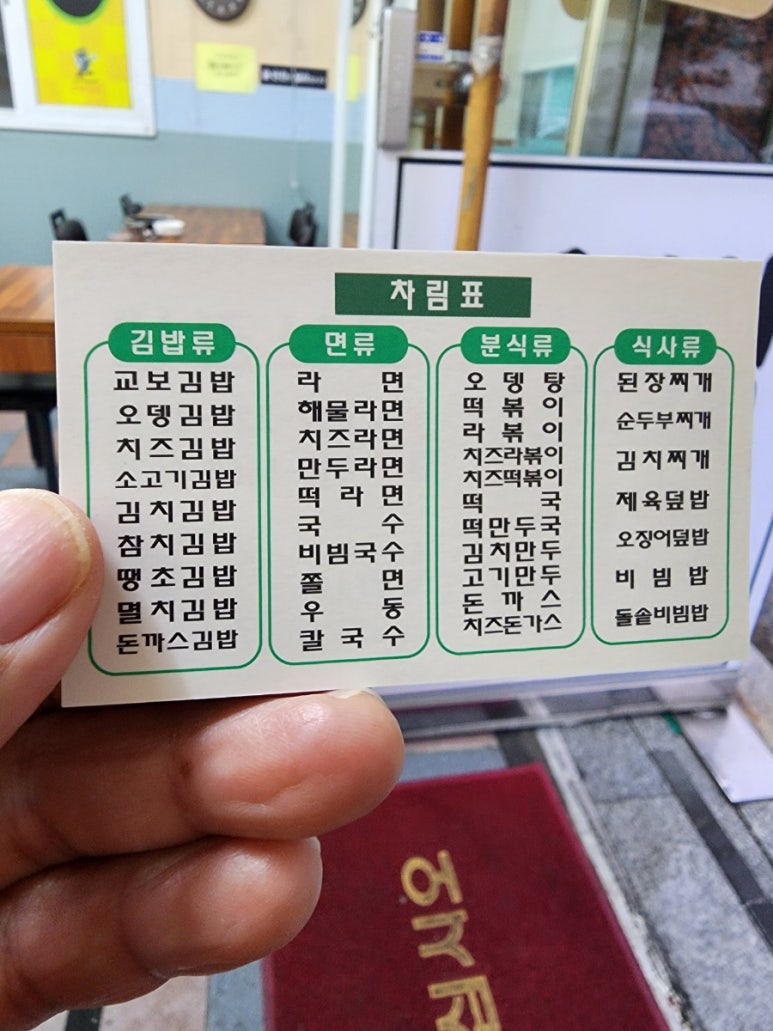 차림표
김밥류
교보김밥
오뎅김밥
치즈김밥
소고기김밥
김치김밥
참치김밥
땡초김밥
멸치김밥
돈까스김밥
면류
라면
해물라면
치즈라면
만두라면
떡라면
국수
비빔국수
쫄면
우동
칼국수
분식류
오뎅탕
떡볶이
라볶이
치즈라볶이
치즈떡볶이
떡국
떡만두국
김치만두
고기만두
돈까스
치즈돈가스
식사류
된장찌개
순두부찌개
김치찌개
제육덮밥
오징어덮밥
비빔밥
돌솥비빔밥
오시